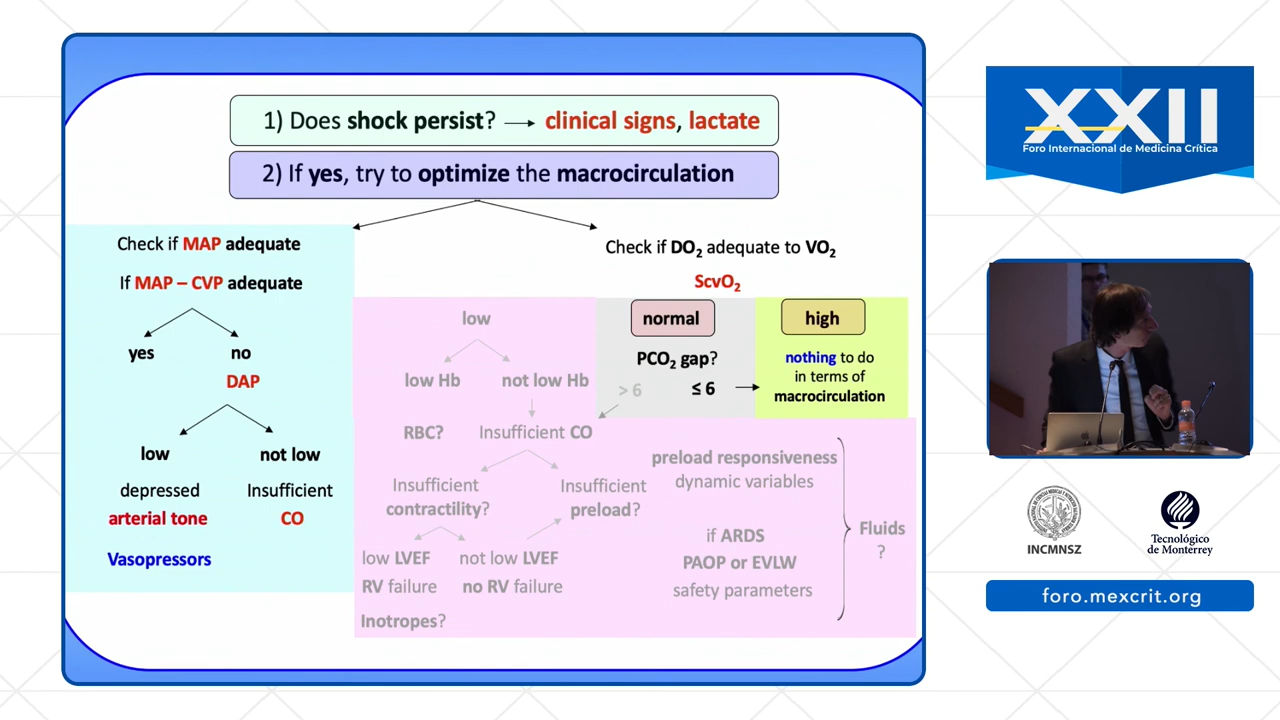 1) Does shock persist? → clinical signs, lactate
2) If yes, try to optimize the macrocirculation
Check if MAP adequate
If MAP – CVP adequate
yes
no
DAP
low
not low
depressed
arterial tone
Insufficient
CO
Vasopressors
Check if DO₂ adequate to VO₂
ScvO₂
low
normal
high
low Hb
not low Hb
PCO₂ gap?
> 6
≤ 6
nothing to do
in terms of
macrocirculation
RBC?
Insufficient CO
Insufficient
contractility?
Insufficient
preload?
low LVEF
not low LVEF
RV failure
no RV failure
Inotropes?
preload responsiveness
dynamic variables
if ARDS
PAOP or EVLW
safety parameters
Fluids
?
XXII
Foro Internacional de Medicina Crítica
INCMNSZ
Tecnológico
de Monterrey
foro.mexcrit.org